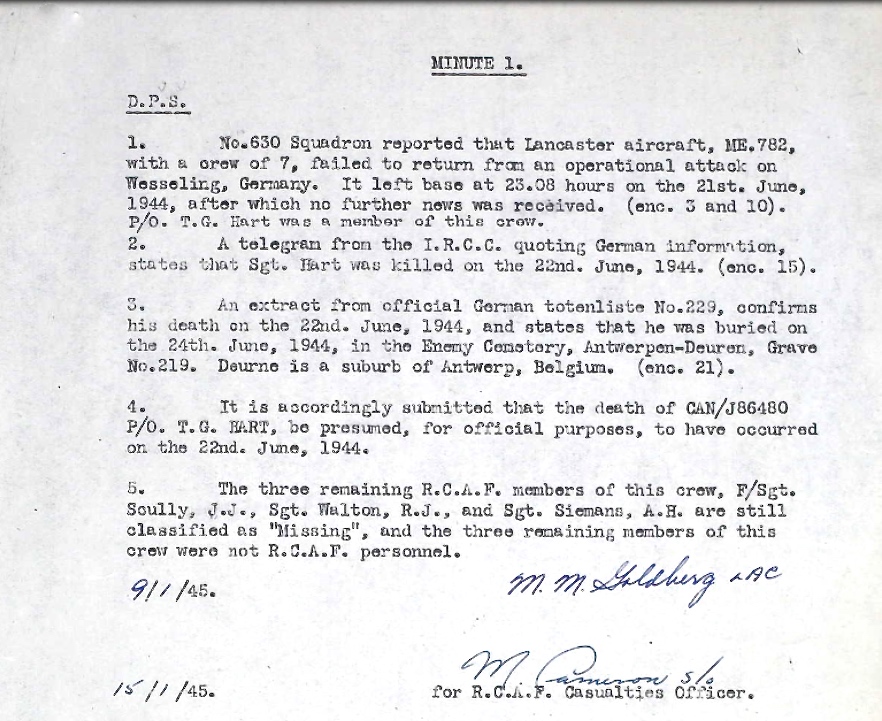 MINUTE 1.
D.P.S.
1. No.630 Squadron reported that Lancaster aircraft, ME.782,
with a crew of 7, failed to return from an operational attack on
Wesseling, Germany. It left base at 23.08 hours on the 21st. June,
1944, after which no further news was received. (enc. 3 and 10).
P/O. T.G. Hart was a member of this crew.
2. A telegram from the I.R.C.C. quoting German information,
states that Sgt. Hart was killed on the 22nd. June, 1944. (enc. 15).
3. An extract from official German totenliste No.229, confirms
his death on the 22nd. June, 1944, and states that he was buried on
the 24th. June, 1944, in the Enemy Cemetory, Antwerpen-Deuren, Grave
No.219. Deurne is a suburb of Antwerp, Belgium. (enc. 21).
4. It is accordingly submitted that the death of CAN/J86480
P/O. T.G. HART, be presumed, for official purposes, to have occurred
on the 22nd. June, 1944.
5. The three remaining R.C.A.F. members of this crew, F/Sgt.
Scully, J.J., Sgt. Walton, R.J., and Sgt. Siemans, A.H. are still
classified as "Missing", and the three remaining members of this
crew were not R.C.A.F. personnel.
9/1/45. M. M. Goldberg LAC
M. Cameron S/O
15/1/45. for R.C.A.F. Casualties Officer.